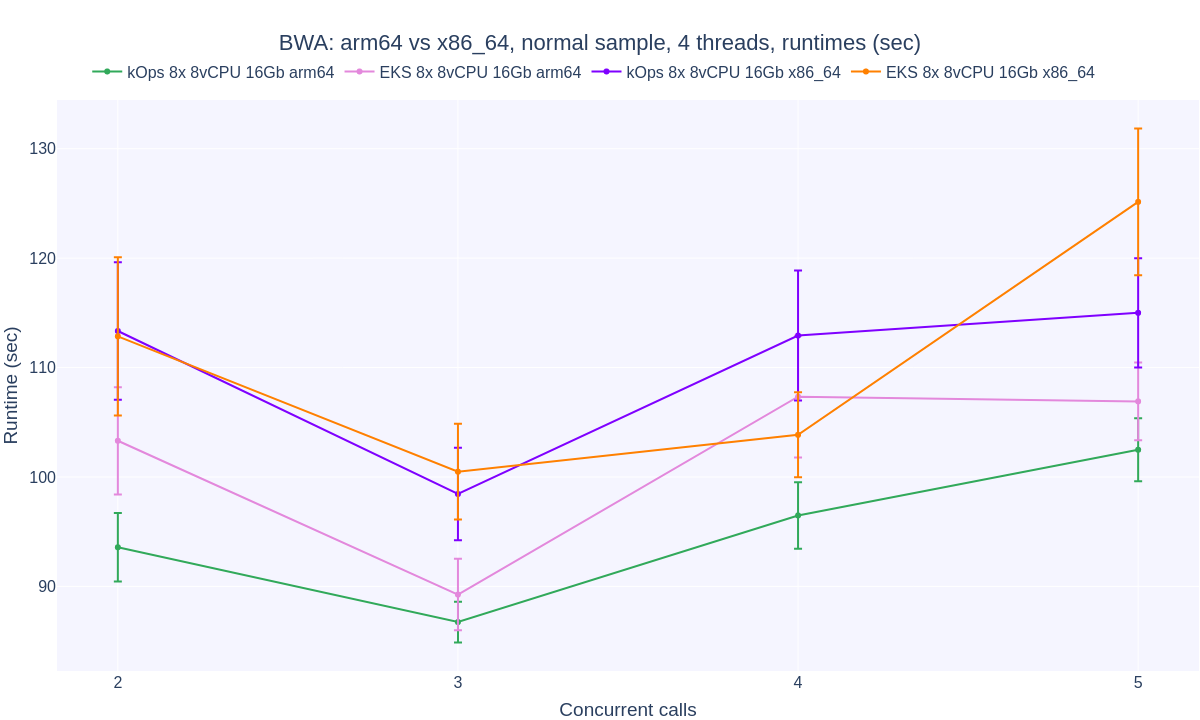 BWA: arm64 vs x86_64, normal sample, 4 threads, runtimes (sec)
kOps 8x 8vCPU 16Gb arm64 EKS 8x 8vCPU 16Gb arm64 kOps 8x 8vCPU 16Gb x86_64 EKS 8x 8vCPU 16Gb x86_64
Runtime (sec)
130
120
110
100
90
2 3 4 5
Concurrent calls